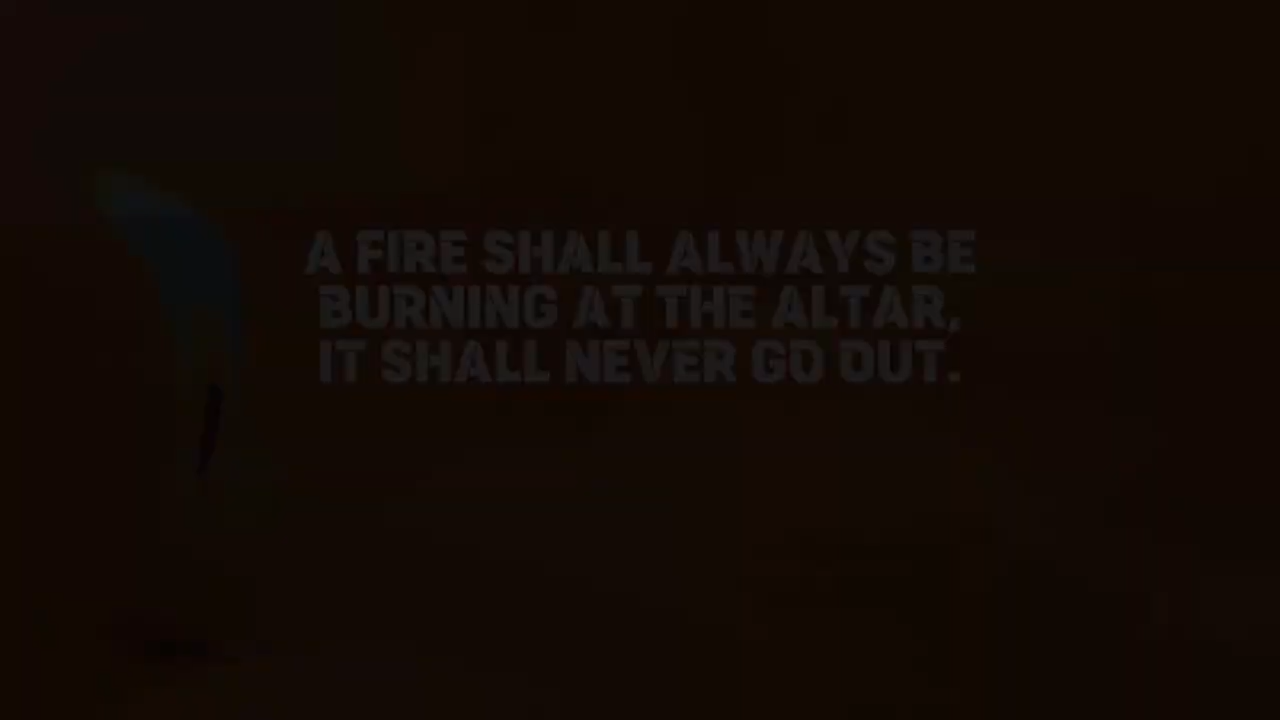 A FIRE SHALL ALWAYS BE
BURNING AT THE ALTAR,
IT SHALL NEVER GO OUT.